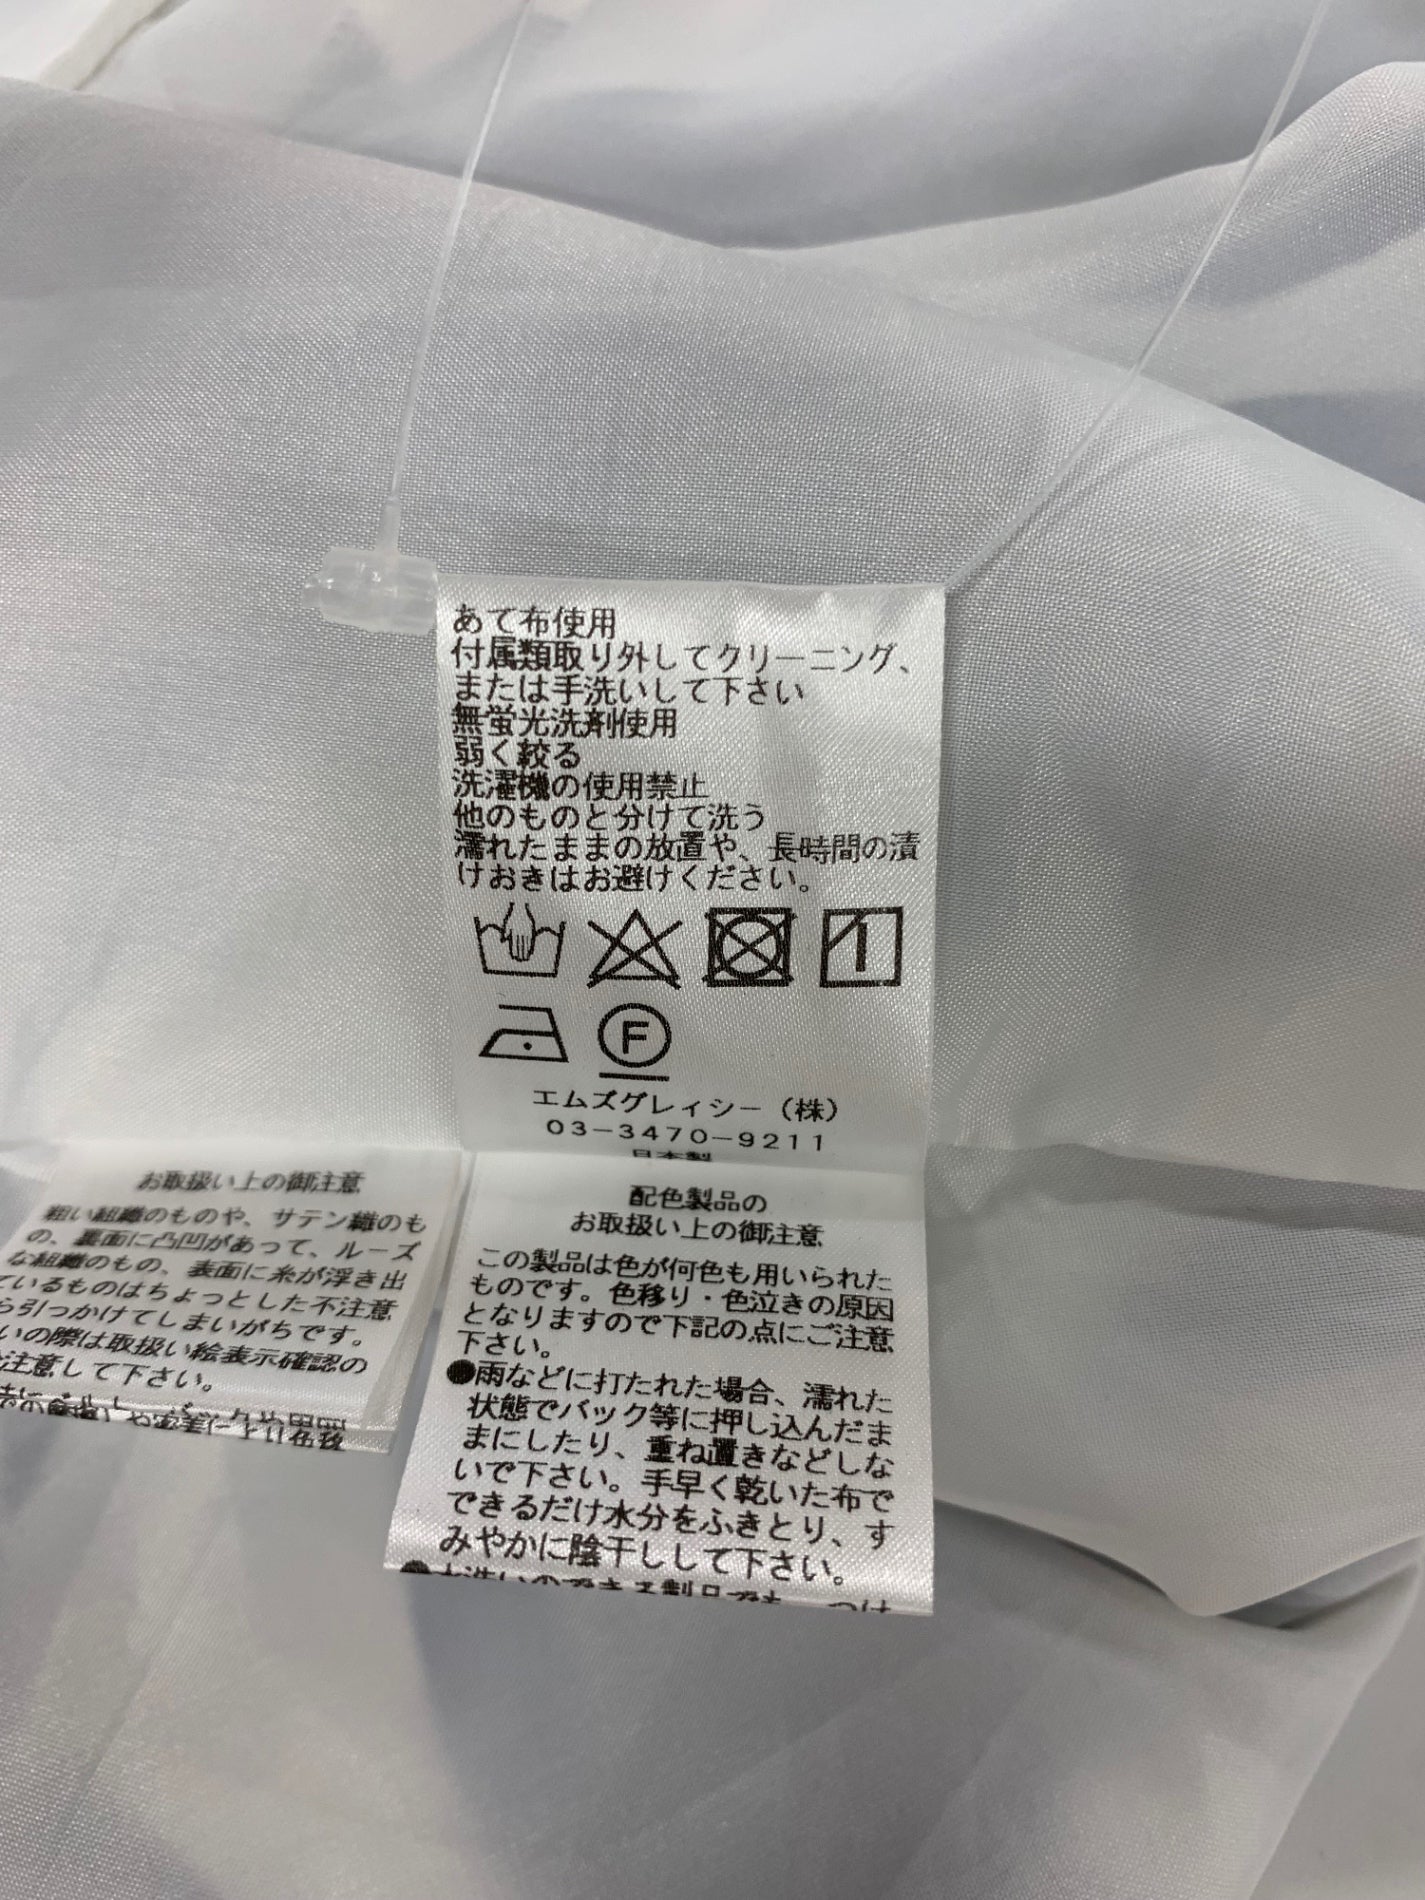 あて布使用
付属類取り外してクリーニング、
または手洗いして下さい
無蛍光洗剤使用
弱く絞る
洗濯機の使用禁止
他のものと分けて洗う
濡れたままの放置や、長時間の漬
けおきはお避けください。
F
エムズグレィシー(株)
03-3470-9211
日本製
お取扱い上の御注意
粗い組織のものや、サテン織のも
の、裏面に凸凹があって、ルーズ
な組織のもの、表面に糸が浮き出
ているものはちょっとした不注意
ら引っかけてしまいがちです。
いの際は取扱い絵表示確認の
注意して下さい。
配色製品の
お取扱い上の御注意
この製品は色が何色も用いられた
ものです。色移り・色泣きの原因
となりますので下記の点にご注意
下さい。
●雨などに打たれた場合、濡れた
状態でバック等に押し込んだま
まにしたり、重ね置きなどしな
いで下さい。手早く乾いた布で
できるだけ水分をふきとり、す
みやかに陰干しして下さい。
●水洗いのできる製品でも、つけ